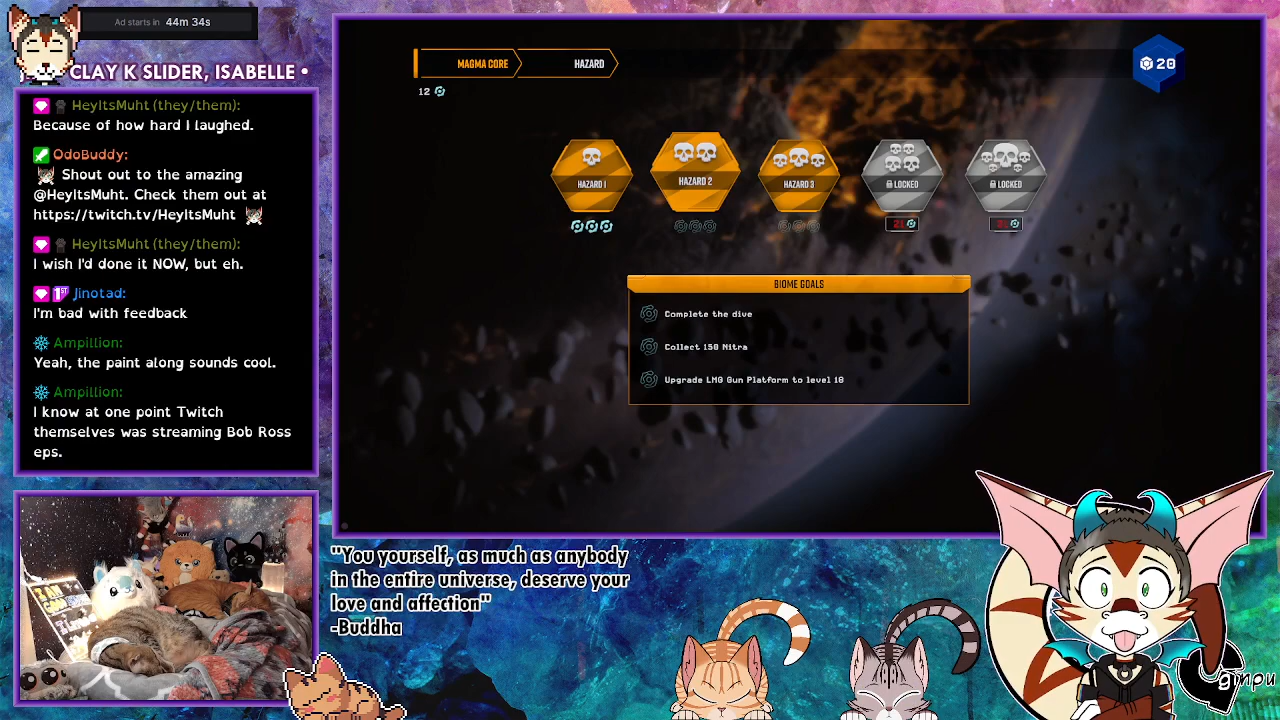 Ad starts in 44m 34s
CLAY K SLIDER, ISABELLE •
HeyItsMuht (they/them):
Because of how hard I laughed.
OdoBuddy:
Shout out to the amazing
@HeyItsMuht. Check them out at
https://twitch.tv/HeyItsMuht
HeyItsMuht (they/them):
I wish I'd done it NOW, but eh.
1ST Jinotad:
I'm bad with feedback
Ampillion:
Yeah, the paint along sounds cool.
Ampillion:
I know at one point Twitch
themselves was streaming Bob Ross
eps.
MAGMA CORE HAZARD
20
12
HAZARD 1
HAZARD 2
HAZARD 3
LOCKED
LOCKED
21
BIOME GOALS
Complete the dive
Collect 150 Nitra
Upgrade LMG Gun Platform to level 18
"You yourself, as much as anybody
in the entire universe, deserve your
love and affection"
-Buddha
ginpu